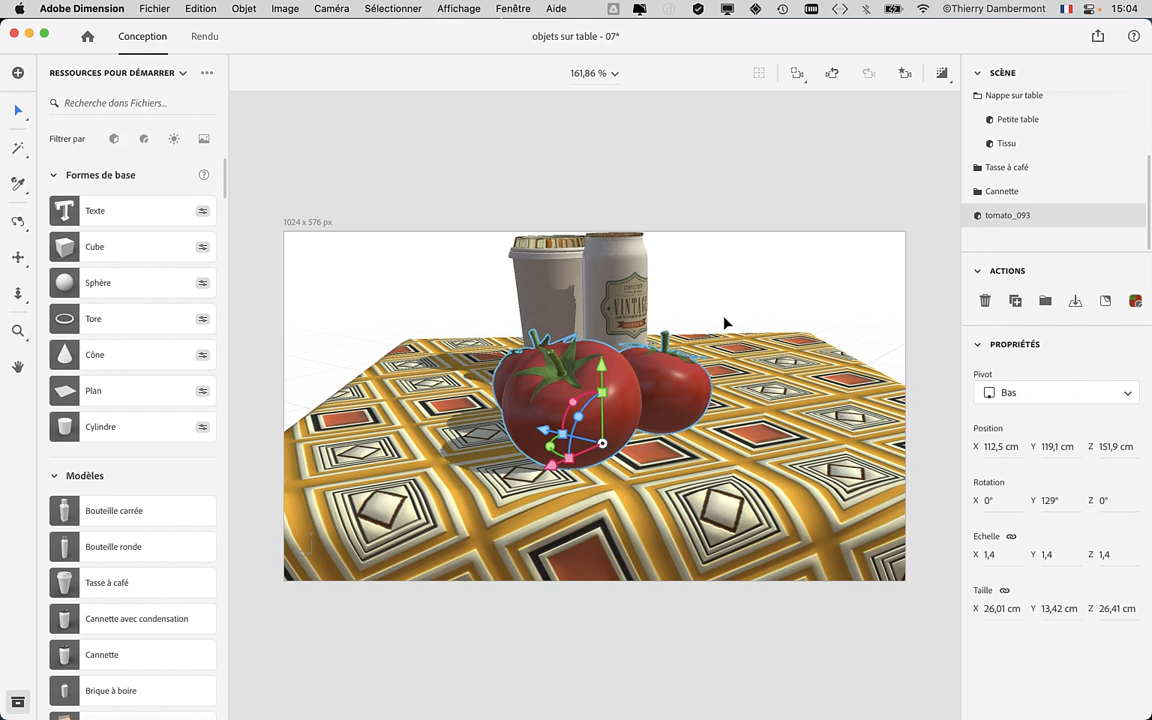 Adobe Dimension Fichier Edition Objet Image Caméra Sélectionner Affichage Fenêtre Aide ©Thierry Dambermont 15:04
Conception Rendu objets sur table - 07*
RESSOURCES POUR DÉMARRER
161,86 %
Recherche dans Fichiers...
Filtrer par
Formes de base
Texte
Cube
Sphère
Tore
Cône
Plan
Cylindre
Modèles
Bouteille carrée
Bouteille ronde
Tasse à café
Cannette avec condensation
Cannette
Brique à boire
1024 x 576 px
VINTAG
SCÈNE
Nappe sur table
Petite table
Tissu
Tasse à café
Cannette
tomato_093
ACTIONS
PROPRIÉTÉS
Pivot
Bas
Position
X 112,5 cm Y 119,1 cm Z 151,9 cm
Rotation
X 0° Y 129° Z 0°
Echelle
X 1,4 Y 1,4 Z 1,4
Taille
X 26,01 cm Y 13,42 cm Z 26,41 cm